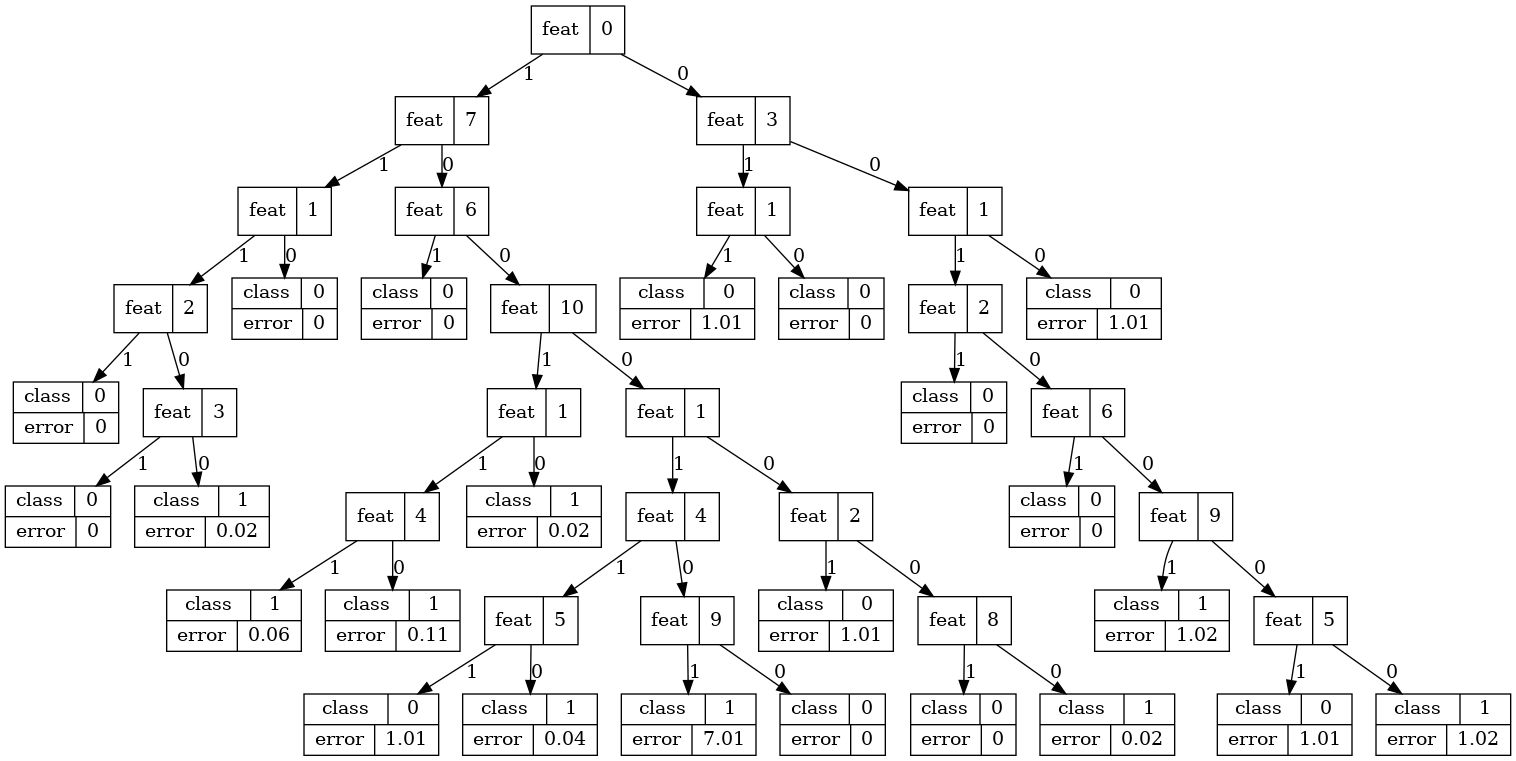 feat 0
1 0
feat 7 feat 3
1 0 1 0
feat 1 feat 6 feat 1 feat 1
1 0 1 0 1 0 1 0
feat 2 class 0 class 0 feat 10 class 0 class 0 feat 2 class 0
error 0 error 0 error 1.01 error 0 error 1.01
1 0 1 0 1 0
class 0 feat 3 feat 1 feat 1 class 0 feat 6
error 0 error 0
1 0 1 0 1 0 1 0
class 0 class 1 feat 4 class 1 feat 4 feat 2 class 0 feat 9
error 0 error 0.02 error 0.02 error 0
1 0 1 0 1 0 1 0
class 1 class 1 feat 5 feat 9 class 0 feat 8 class 1 feat 5
error 0.06 error 0.11 error 1.01 error 1.02
1 0 1 0 1 0 1 0
class 0 class 1 class 1 class 0 class 0 class 1 class 0 class 1
error 1.01 error 0.04 error 7.01 error 0 error 0 error 0.02 error 1.01 error 1.02